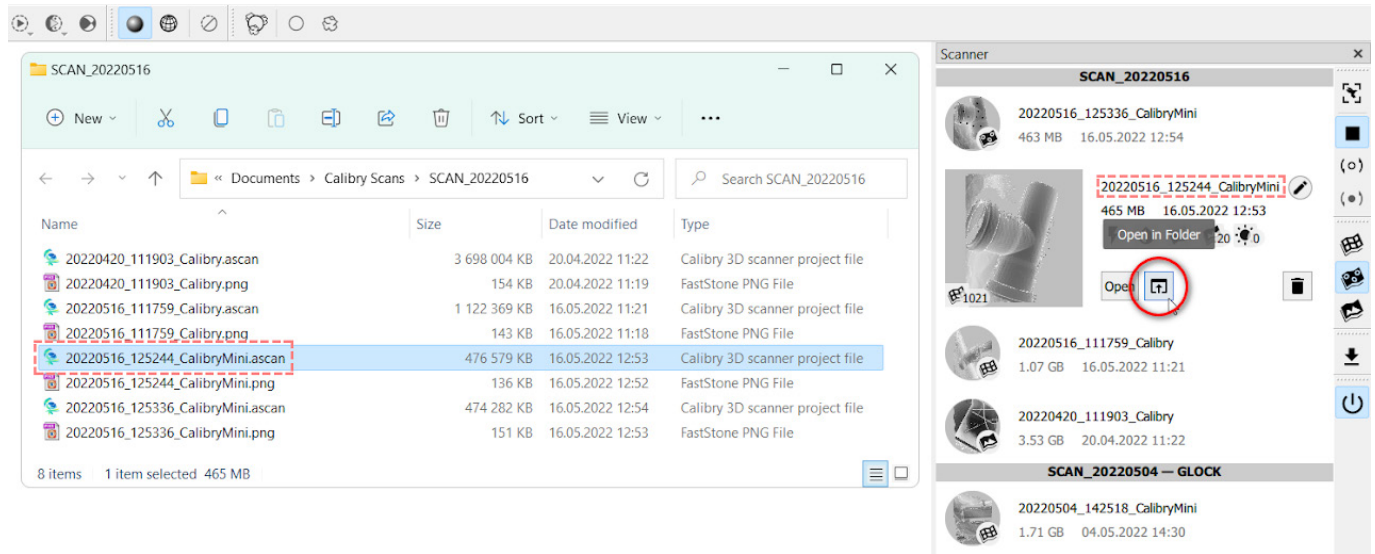 SCAN_20220516
New
Sort
View
Documents › Calibry Scans › SCAN_20220516
Search SCAN_20220516
Name Size Date modified Type
20220420_111903_Calibry.ascan 3 698 004 KB 20.04.2022 11:22 Calibry 3D scanner project file
20220420_111903_Calibry.png 154 KB 20.04.2022 11:19 FastStone PNG File
20220516_111759_Calibry.ascan 1 122 369 KB 16.05.2022 11:21 Calibry 3D scanner project file
20220516_111759_Calibry.png 143 KB 16.05.2022 11:18 FastStone PNG File
20220516_125244_CalibryMini.ascan 476 579 KB 16.05.2022 12:53 Calibry 3D scanner project file
20220516_125244_CalibryMini.png 136 KB 16.05.2022 12:52 FastStone PNG File
20220516_125336_CalibryMini.ascan 474 282 KB 16.05.2022 12:54 Calibry 3D scanner project file
20220516_125336_CalibryMini.png 151 KB 16.05.2022 12:53 FastStone PNG File
8 items 1 item selected 465 MB
Scanner
SCAN_20220516
20220516_125336_CalibryMini
463 MB 16.05.2022 12:54
20220516_125244_CalibryMini
465 MB 16.05.2022 12:53
Open in Folder 20 0
Open
1021
20220516_111759_Calibry
1.07 GB 16.05.2022 11:21
20220420_111903_Calibry
3.53 GB 20.04.2022 11:22
SCAN_20220504 — GLOCK
20220504_142518_CalibryMini
1.71 GB 04.05.2022 14:30